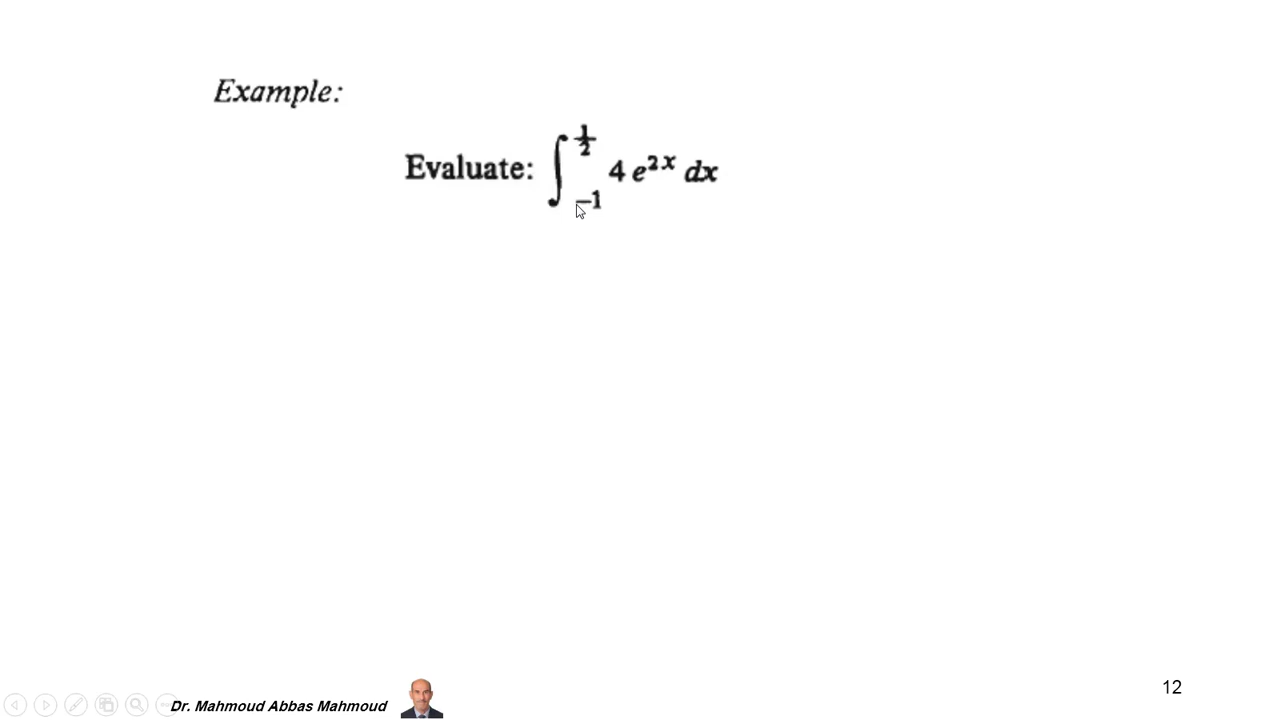 Example:
Evaluate: ∫_{-1}^{1/2} 4 e^{2x} dx
12
Dr. Mahmoud Abbas Mahmoud